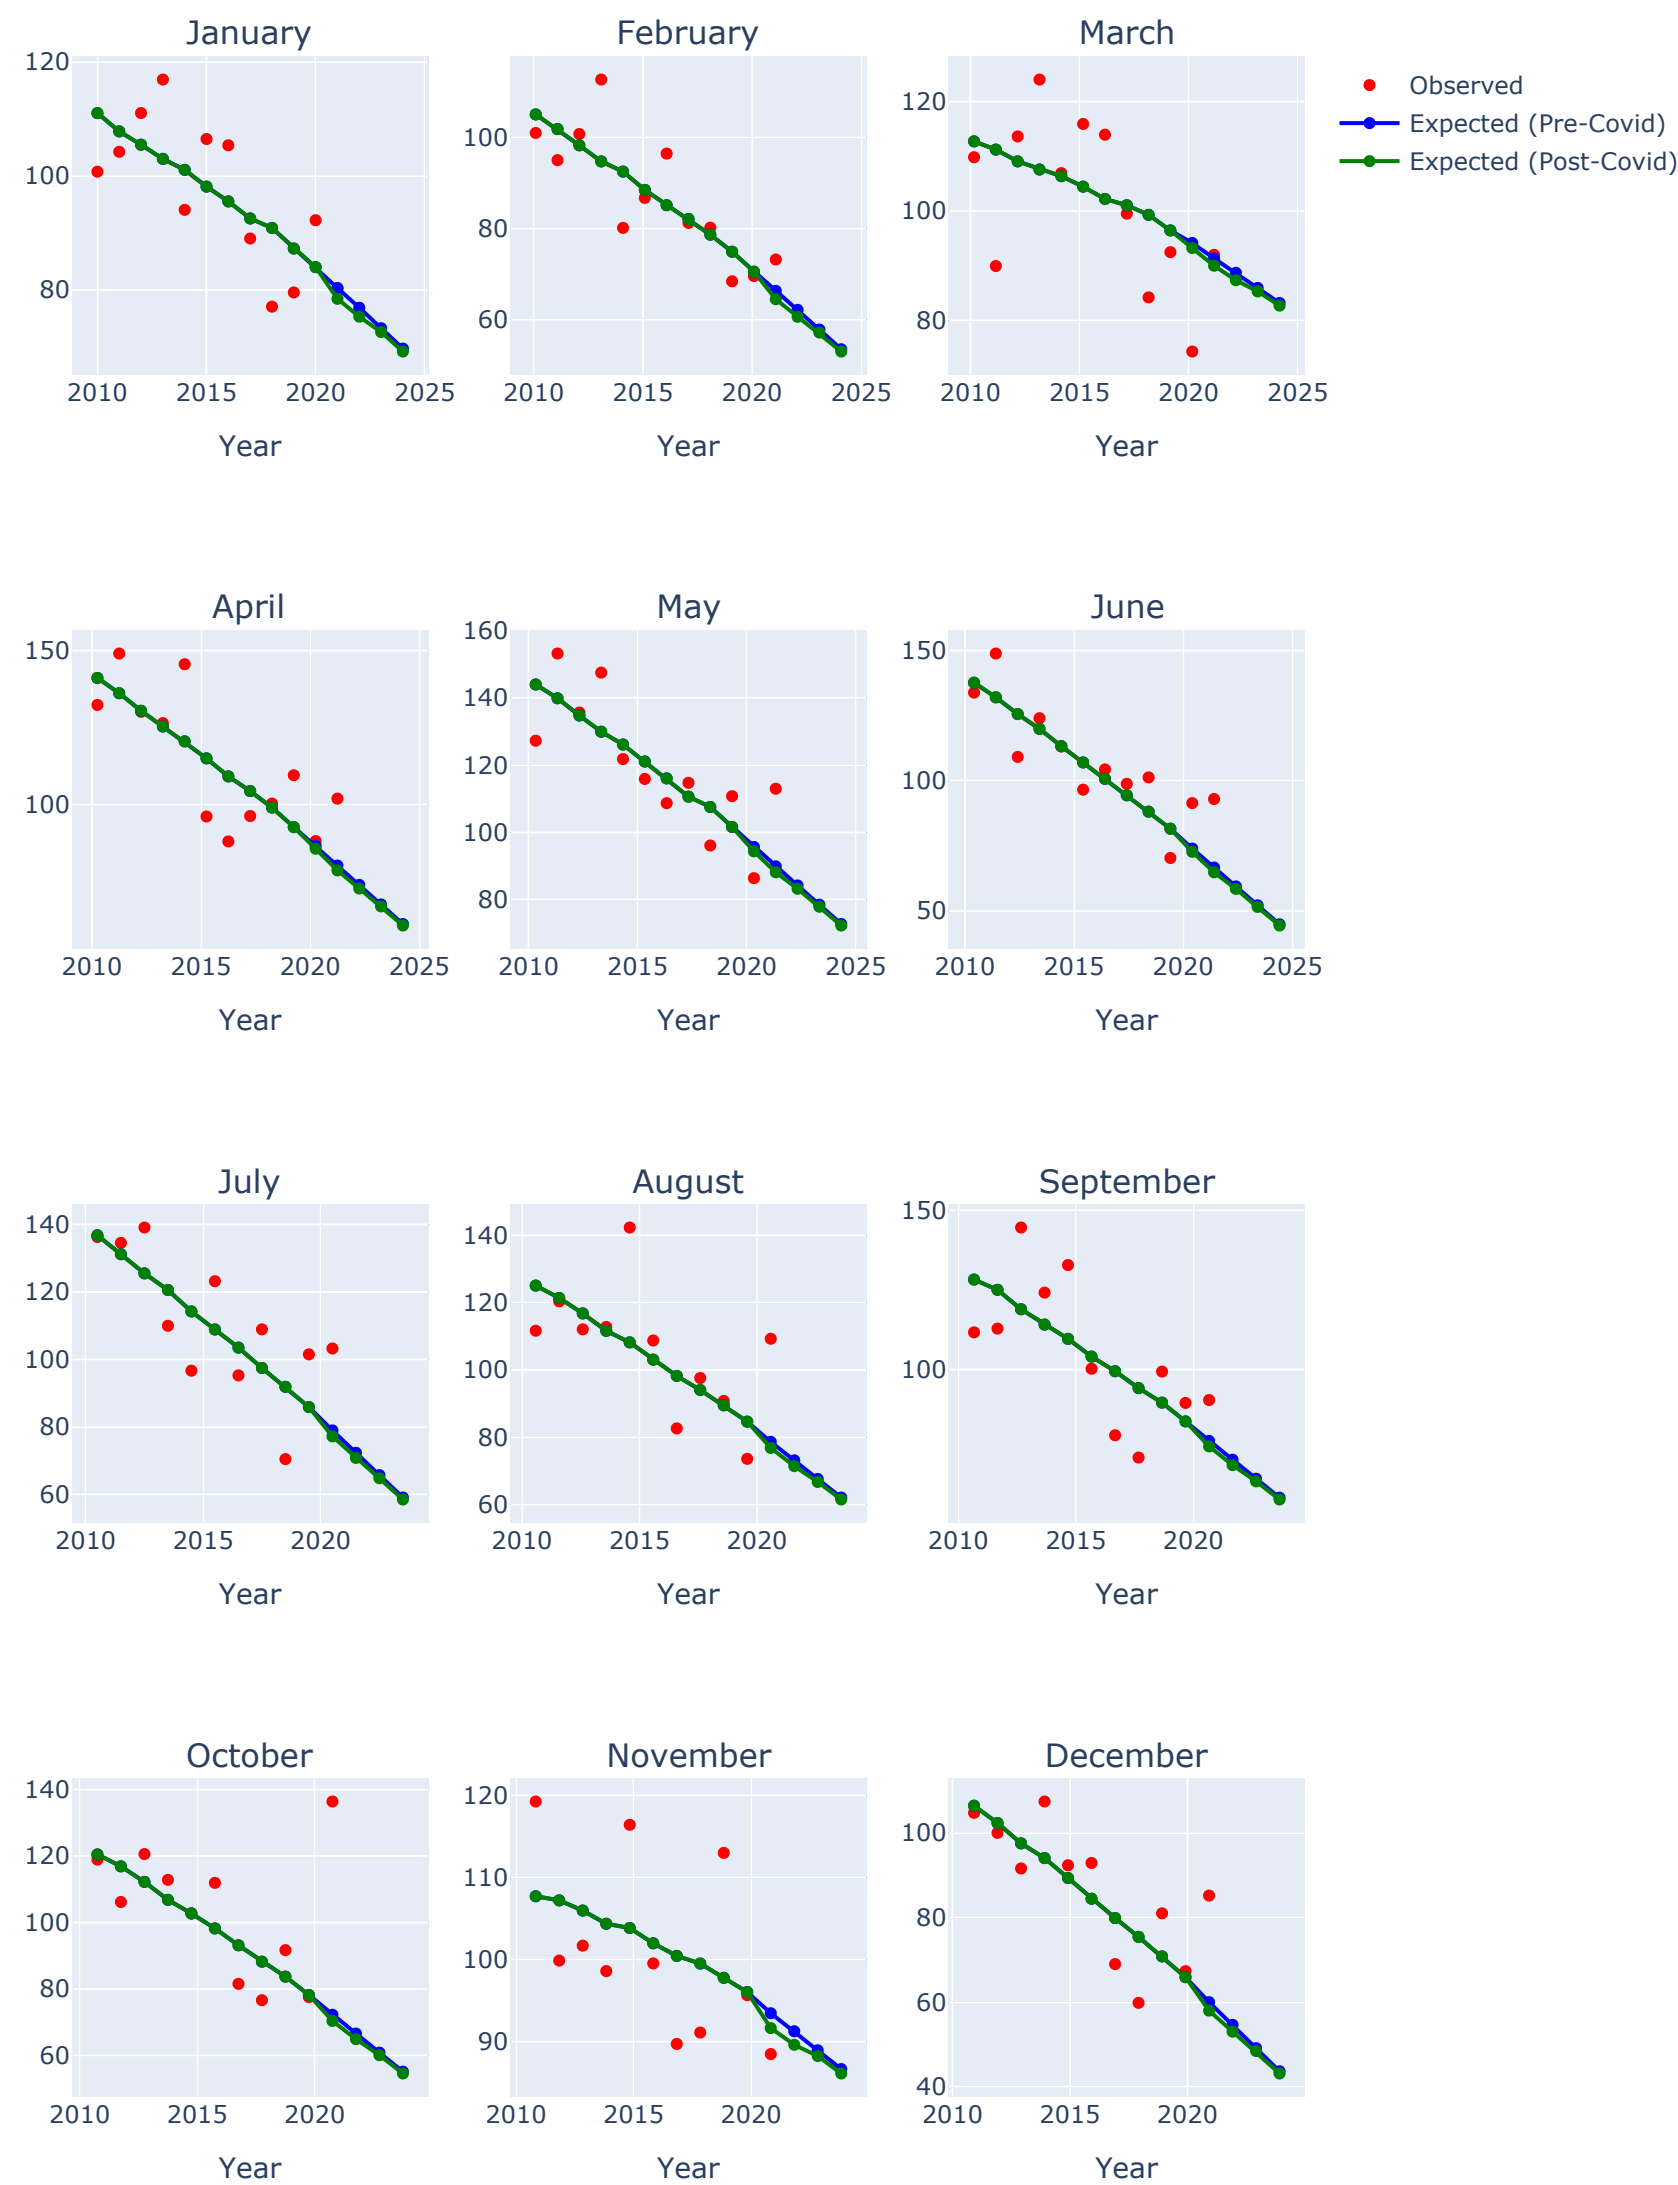 January February March
120
100
80
2010 2015 2020 2025
Year
100
80
60
2010 2015 2020 2025
Year
120
100
80
2010 2015 2020 2025
Year
Observed
Expected (Pre-Covid)
Expected (Post-Covid)
April May June
150
100
2010 2015 2020 2025
Year
160
140
120
100
80
2010 2015 2020 2025
Year
150
100
50
2010 2015 2020 2025
Year
July August September
140
120
100
80
60
2010 2015 2020
Year
140
120
100
80
60
2010 2015 2020
Year
150
100
2010 2015 2020
Year
October November December
140
120
100
80
60
2010 2015 2020
Year
120
110
100
90
2010 2015 2020
Year
100
80
60
40
2010 2015 2020
Year